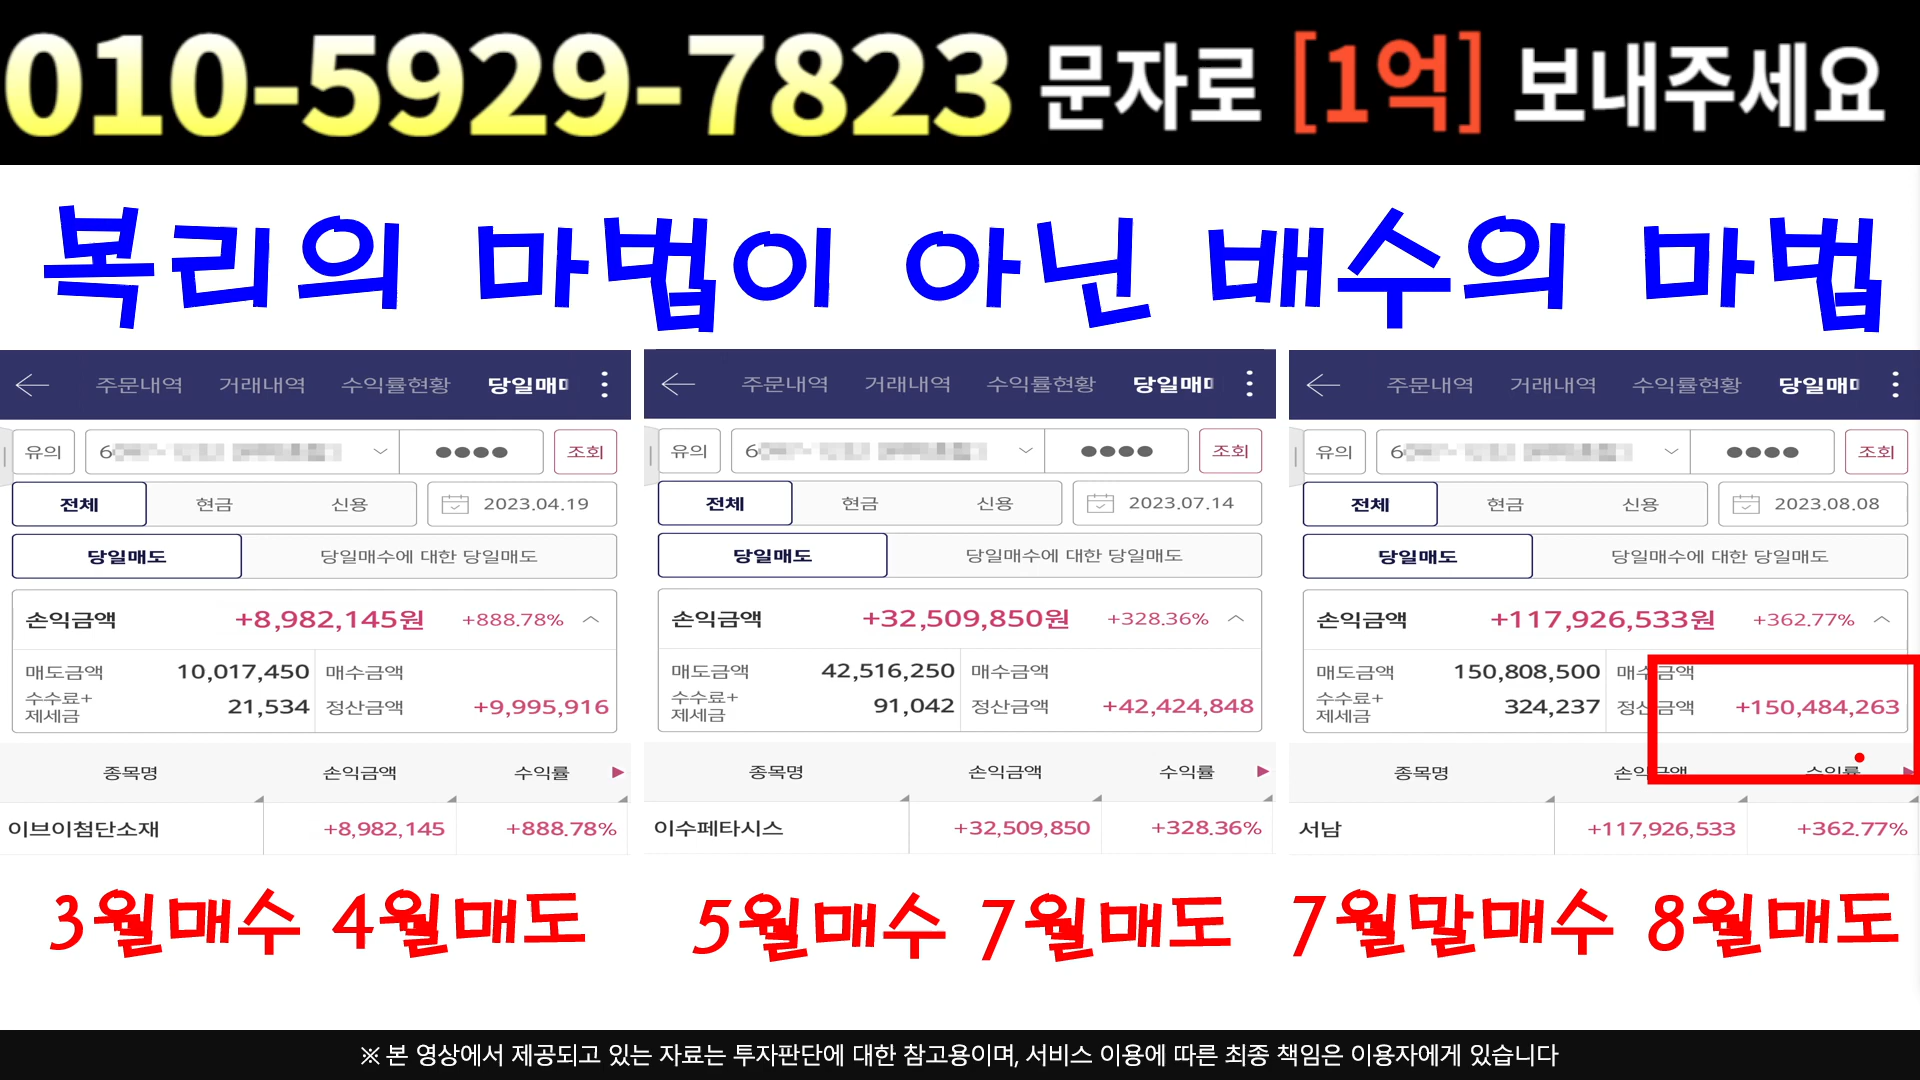 010-5929-7823 문자로 [1억] 보내주세요
복리의 마법이 아닌 배수의 마법
주문내역 거래내역 수익률현황 당일매
유의 6 ●●●● 조회
전체 현금 신용 2023.04.19
당일매도 당일매수에 대한 당일매도
손익금액 +8,982,145원 +888.78%
매도금액 10,017,450 매수금액
수수료+
제세금 21,534 정산금액 +9,995,916
종목명 손익금액 수익률
이브이첨단소재 +8,982,145 +888.78%
3월매수 4월매도
주문내역 거래내역 수익률현황 당일매
유의 6 ●●●● 조회
전체 현금 신용 2023.07.14
당일매도 당일매수에 대한 당일매도
손익금액 +32,509,850원 +328.36%
매도금액 42,516,250 매수금액
수수료+
제세금 91,042 정산금액 +42,424,848
종목명 손익금액 수익률
이수페타시스 +32,509,850 +328.36%
5월매수 7월매도
주문내역 거래내역 수익률현황 당일매
유의 6 ●●●● 조회
전체 현금 신용 2023.08.08
당일매도 당일매수에 대한 당일매도
손익금액 +117,926,533원 +362.77%
매도금액 150,808,500 매수금액
수수료+
제세금 324,237 정산금액 +150,484,263
종목명 손익금액 수익률
서남 +117,926,533 +362.77%
7월말매수 8월매도
※ 본 영상에서 제공되고 있는 자료는 투자판단에 대한 참고용이며, 서비스 이용에 따른 최종 책임은 이용자에게 있습니다